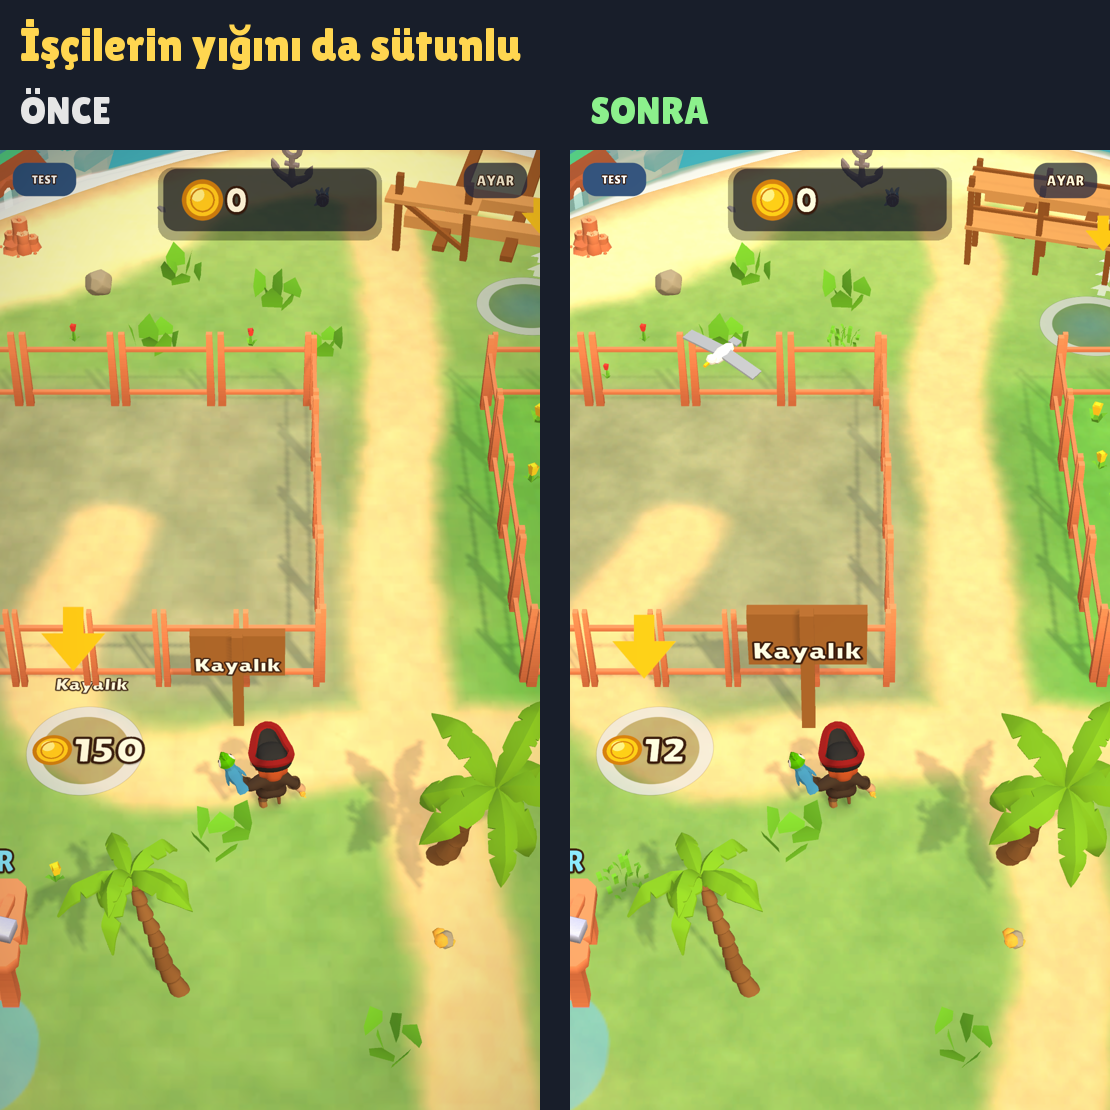 İşçilerin yığını da sütunlu
ÖNCE
SONRA
TEST
0
AYAR
TEST
0
AYAR
Kayalık
Kayalık
150
Kayalık
12
R
R